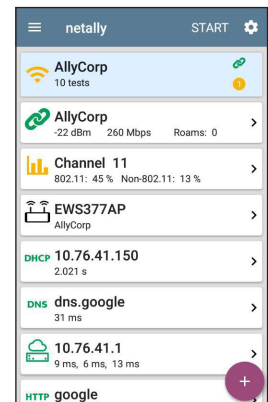 netally START
AllyCorp
10 tests
1
AllyCorp
-22 dBm 260 Mbps Roams: 0
Channel 11
802.11: 45 % Non-802.11: 13 %
EWS377AP
AllyCorp
DHCP 10.76.41.150
2.021 s
DNS dns.google
31 ms
10.76.41.1
9 ms, 6 ms, 13 ms
HTTP google